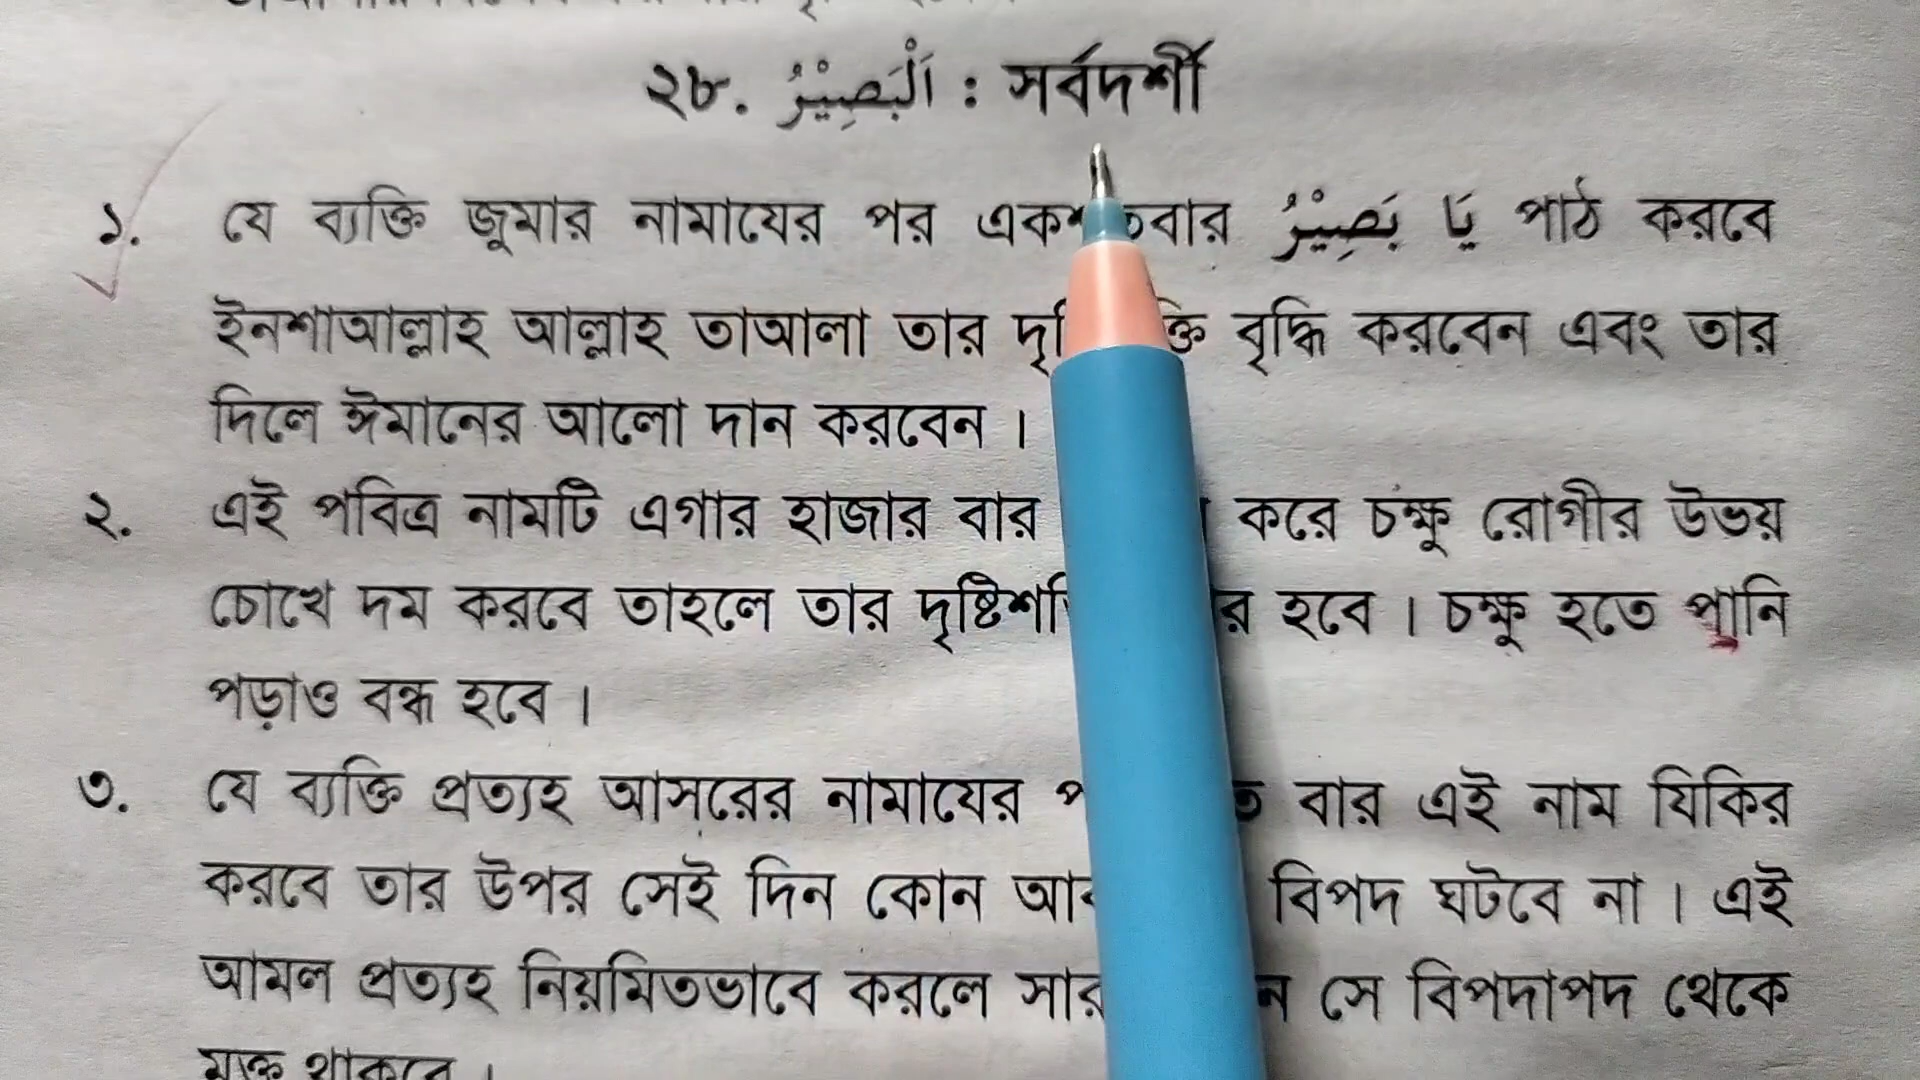 ২৮. اَلْبَصِيْرُ : সর্বদর্শী
১. যে ব্যক্তি জুমার নামাযের পর একশতবার يَا بَصِيْرُ পাঠ করবে
ইনশাআল্লাহ আল্লাহ তাআলা তার বৃদ্ধি করবেন এবং তার
দিলে ঈমানের আলো দান করবেন।
২. এই পবিত্র নামটি এগার হাজার বার করে চক্ষু রোগীর উভয়
চোখে দম করবে তাহলে তার হবে। চক্ষু হতে পানি
পড়াও বন্ধ হবে।
৩. যে ব্যক্তি প্রত্যহ আসরের নামাযের বার এই নাম যিকির
করবে তার উপর সেই দিন কোন বিপদ ঘটবে না। এই
আমল প্রত্যহ নিয়মিতভাবে করলে সে বিপদাপদ থেকে
মুক্ত থাকবে।